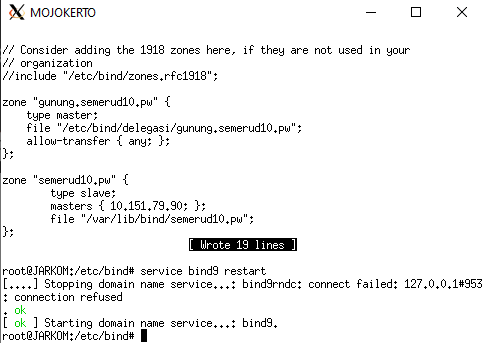 MOJOKERTO
// Consider adding the 1918 zones here, if they are not used in your
// organization
//include "/etc/bind/zones.rfc1918";
zone "gunung.semerud10.pw" {
type master;
file "/etc/bind/delegasi/gunung.semerud10.pw";
allow-transfer { any; };
};
zone "semerud10.pw" {
type slave;
masters { 10.151.79.90; };
file "/var/lib/bind/semerud10.pw";
};
[ Wrote 19 lines ]
root@JARKOM:/etc/bind# service bind9 restart
[....] Stopping domain name service...: bind9rndc: connect failed: 127.0.0.1#953
: connection refused
. ok
[ ok ] Starting domain name service...: bind9.
root@JARKOM:/etc/bind#